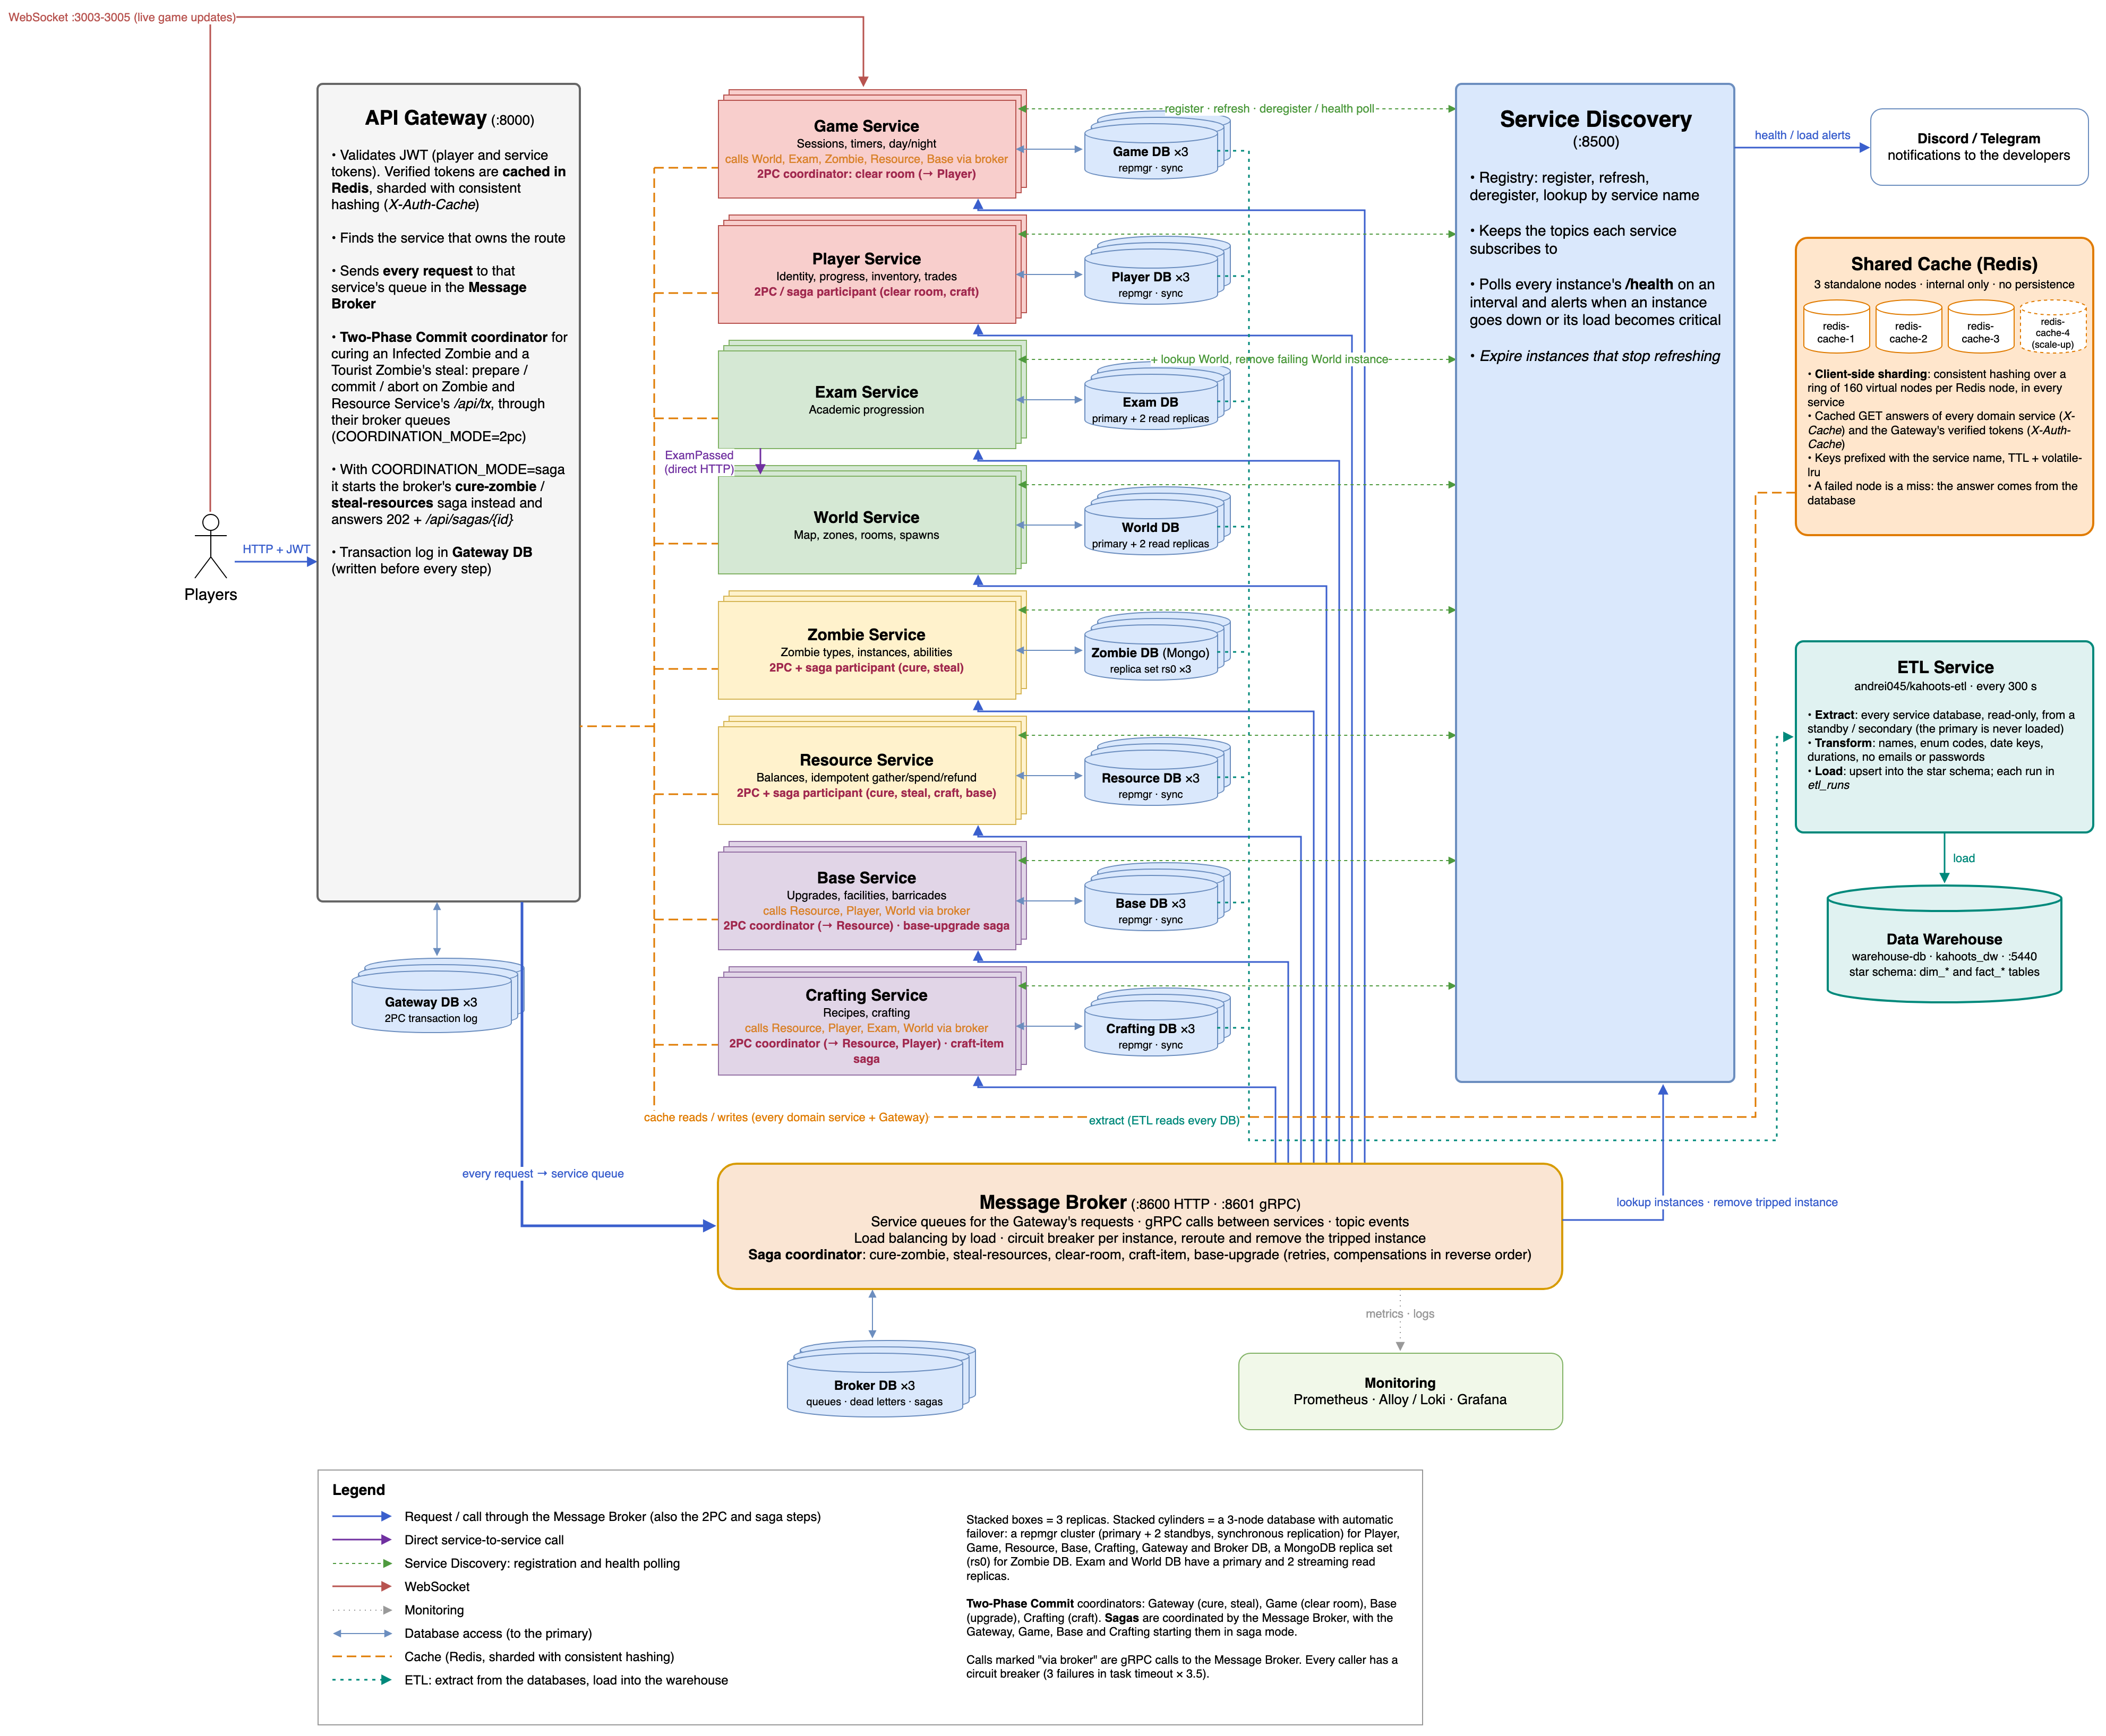 WebSocket :3003-3005 (live game updates)
API Gateway (:8000)
• Validates JWT (player and service
tokens). Verified tokens are cached in
Redis, sharded with consistent
hashing (X-Auth-Cache)
• Finds the service that owns the route
• Sends every request to that
service's queue in the Message
Broker
• Two-Phase Commit coordinator for
curing an Infected Zombie and a
Tourist Zombie's steal: prepare /
commit / abort on Zombie and
Resource Service's /api/tx, through
their broker queues
(COORDINATION_MODE=2pc)
• With COORDINATION_MODE=saga
it starts the broker's cure-zombie /
steal-resources saga instead and
answers 202 + /api/sagas/{id}
• Transaction log in Gateway DB
(written before every step)
HTTP + JWT
Players
Gateway DB ×3
2PC transaction log
every request → service queue
Game Service
Sessions, timers, day/night
calls World, Exam, Zombie, Resource, Base via broker
2PC coordinator: clear room (→ Player)
Game DB ×3
repmgr · sync
register · refresh · deregister / health poll
Player Service
Identity, progress, inventory, trades
2PC / saga participant (clear room, craft)
Player DB ×3
repmgr · sync
Exam Service
Academic progression
Exam DB
primary + 2 read replicas
+ lookup World, remove failing World instance
ExamPassed
(direct HTTP)
World Service
Map, zones, rooms, spawns
World DB
primary + 2 read replicas
Zombie Service
Zombie types, instances, abilities
2PC + saga participant (cure, steal)
Zombie DB (Mongo)
replica set rs0 ×3
Resource Service
Balances, idempotent gather/spend/refund
2PC + saga participant (cure, steal, craft, base)
Resource DB ×3
repmgr · sync
Base Service
Upgrades, facilities, barricades
calls Resource, Player, World via broker
2PC coordinator (→ Resource) · base-upgrade saga
Base DB ×3
repmgr · sync
Crafting Service
Recipes, crafting
calls Resource, Player, Exam, World via broker
2PC coordinator (→ Resource, Player) · craft-item
saga
Crafting DB ×3
repmgr · sync
cache reads / writes (every domain service + Gateway)
extract (ETL reads every DB)
Service Discovery
(:8500)
• Registry: register, refresh,
deregister, lookup by service name
• Keeps the topics each service
subscribes to
• Polls every instance's /health on an
interval and alerts when an instance
goes down or its load becomes critical
• Expire instances that stop refreshing
health / load alerts
Discord / Telegram
notifications to the developers
Shared Cache (Redis)
3 standalone nodes · internal only · no persistence
redis-
cache-1
redis-
cache-2
redis-
cache-3
redis-
cache-4
(scale-up)
• Client-side sharding: consistent hashing over a
ring of 160 virtual nodes per Redis node, in every
service
• Cached GET answers of every domain service (X-
Cache) and the Gateway's verified tokens (X-Auth-
Cache)
• Keys prefixed with the service name, TTL + volatile-
lru
• A failed node is a miss: the answer comes from the
database
ETL Service
andrei045/kahoots-etl · every 300 s
• Extract: every service database, read-only, from a
standby / secondary (the primary is never loaded)
• Transform: names, enum codes, date keys,
durations, no emails or passwords
• Load: upsert into the star schema; each run in
etl_runs
load
Data Warehouse
warehouse-db · kahoots_dw · :5440
star schema: dim_* and fact_* tables
Message Broker (:8600 HTTP · :8601 gRPC)
Service queues for the Gateway's requests · gRPC calls between services · topic events
Load balancing by load · circuit breaker per instance, reroute and remove the tripped instance
Saga coordinator: cure-zombie, steal-resources, clear-room, craft-item, base-upgrade (retries, compensations in reverse order)
lookup instances · remove tripped instance
Broker DB ×3
queues · dead letters · sagas
metrics · logs
Monitoring
Prometheus · Alloy / Loki · Grafana
Legend
Request / call through the Message Broker (also the 2PC and saga steps)
Direct service-to-service call
Service Discovery: registration and health polling
WebSocket
Monitoring
Database access (to the primary)
Cache (Redis, sharded with consistent hashing)
ETL: extract from the databases, load into the warehouse
Stacked boxes = 3 replicas. Stacked cylinders = a 3-node database with automatic
failover: a repmgr cluster (primary + 2 standbys, synchronous replication) for Player,
Game, Resource, Base, Crafting, Gateway and Broker DB, a MongoDB replica set
(rs0) for Zombie DB. Exam and World DB have a primary and 2 streaming read
replicas.
Two-Phase Commit coordinators: Gateway (cure, steal), Game (clear room), Base
(upgrade), Crafting (craft). Sagas are coordinated by the Message Broker, with the
Gateway, Game, Base and Crafting starting them in saga mode.
Calls marked "via broker" are gRPC calls to the Message Broker. Every caller has a
circuit breaker (3 failures in task timeout × 3.5).